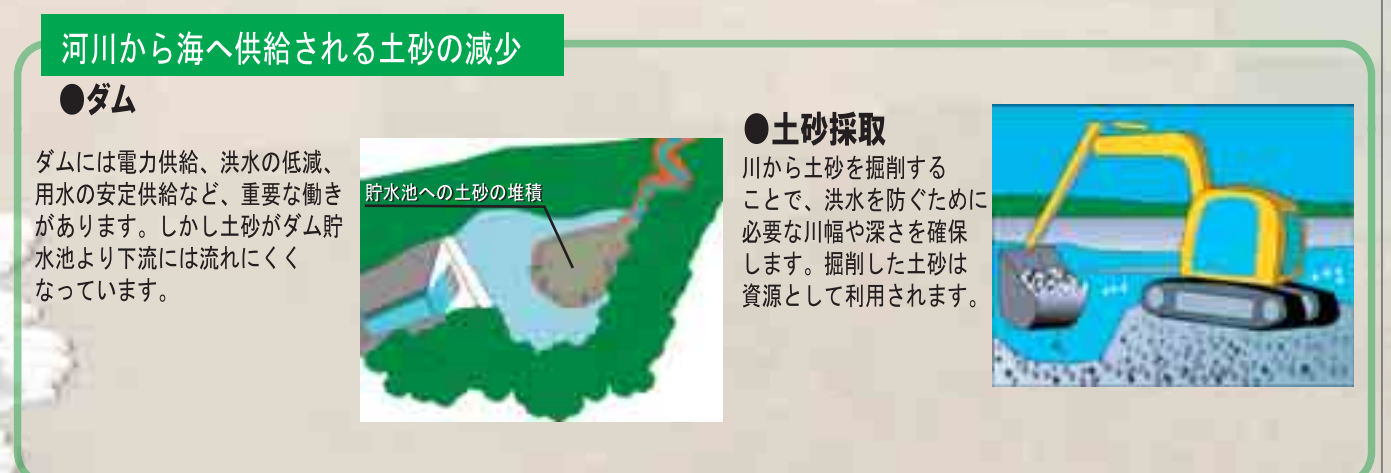 河川から海へ供給される土砂の減少
●ダム
ダムには電力供給、洪水の低減、
用水の安定供給など、重要な働き
があります。しかし土砂がダム貯
水池より下流には流れにくく
なっています。
貯水池への土砂の堆積
●土砂採取
川から土砂を掘削する
ことで、洪水を防ぐために
必要な川幅や深さを確保
します。掘削した土砂は
資源として利用されます。